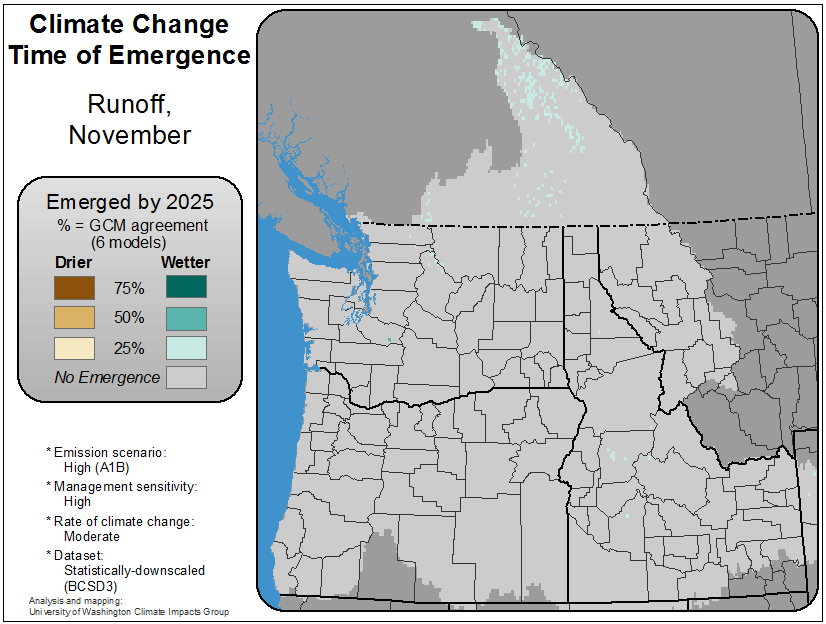 Climate Change
Time of Emergence
Runoff,
November
Emerged by 2025
% = GCM agreement
(6 models)
Drier Wetter
75%
50%
25%
No Emergence
* Emission scenario:
High (A1B)
* Management sensitivity:
High
* Rate of climate change:
Moderate
* Dataset:
Statistically-downscaled
(BCSD3)
Analysis and mapping:
University of Washington Climate Impacts Group